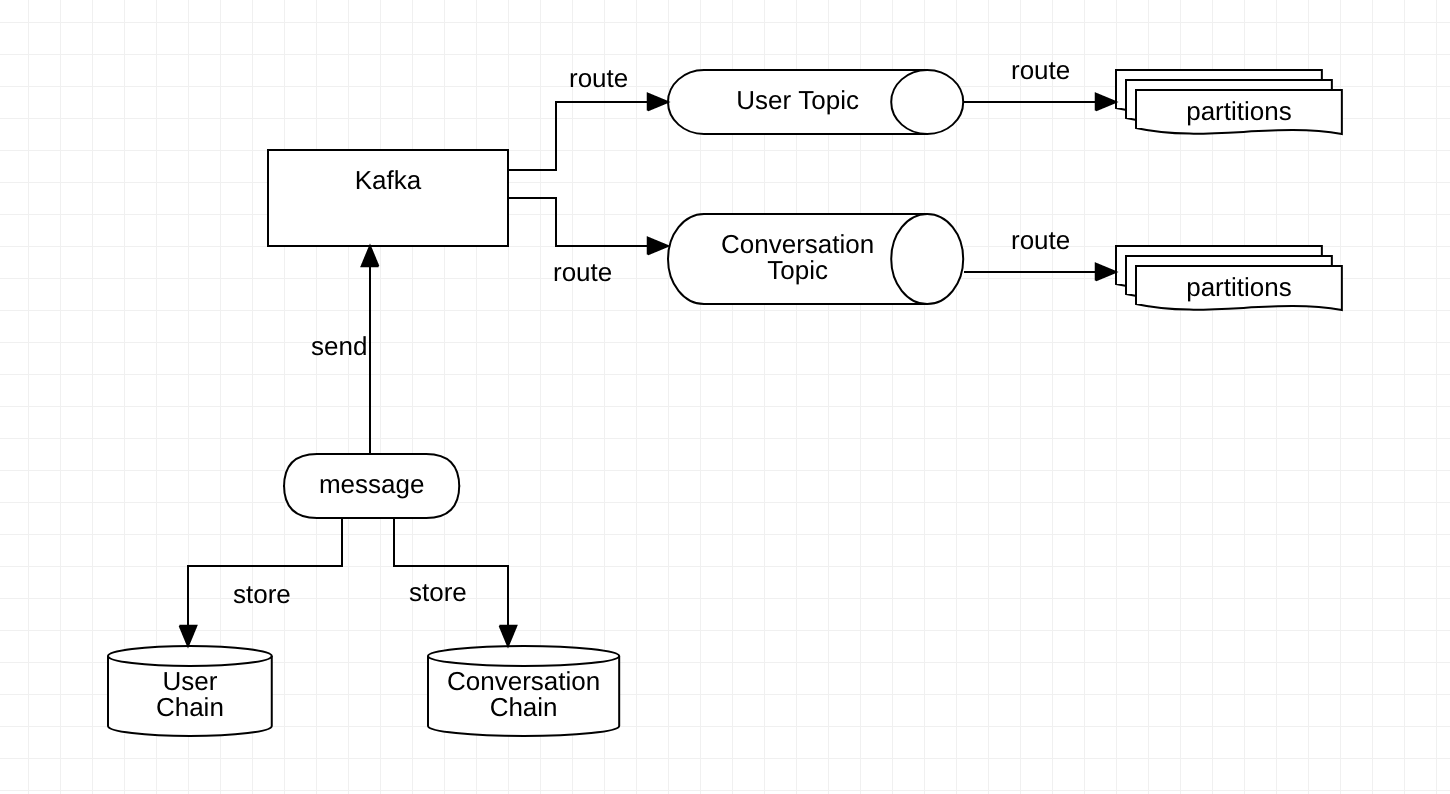 route
route
User Topic
partitions
Kafka
route
Conversation
Topic
route
partitions
send
message
store
store
User
Chain
Conversation
Chain